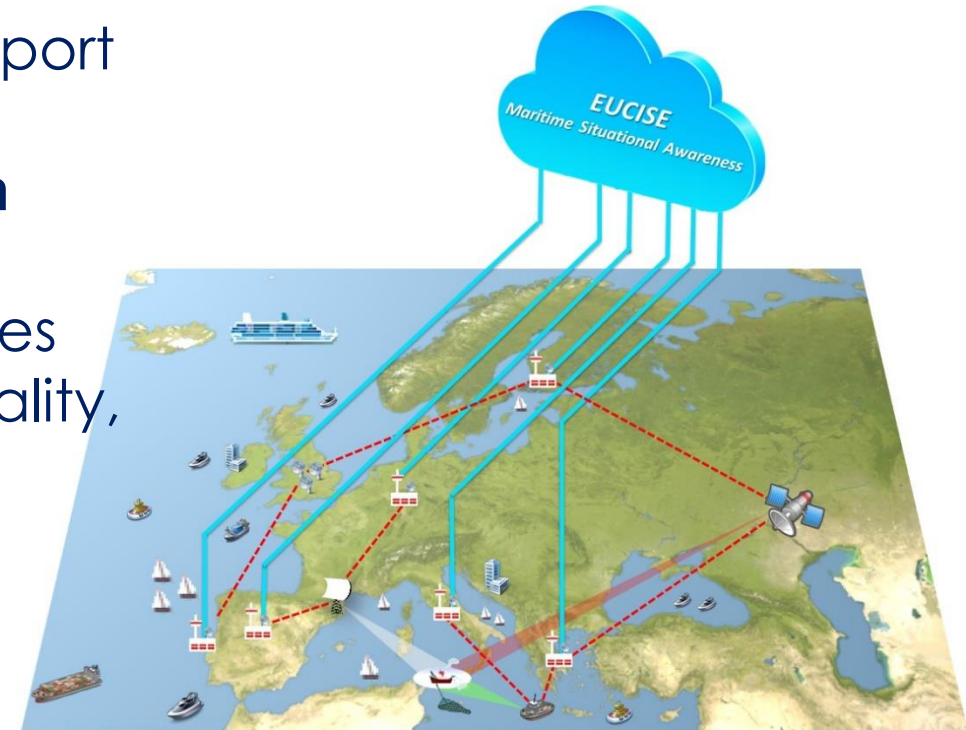 port
n
es
ality,
EUCISE
Maritime Situational Awareness